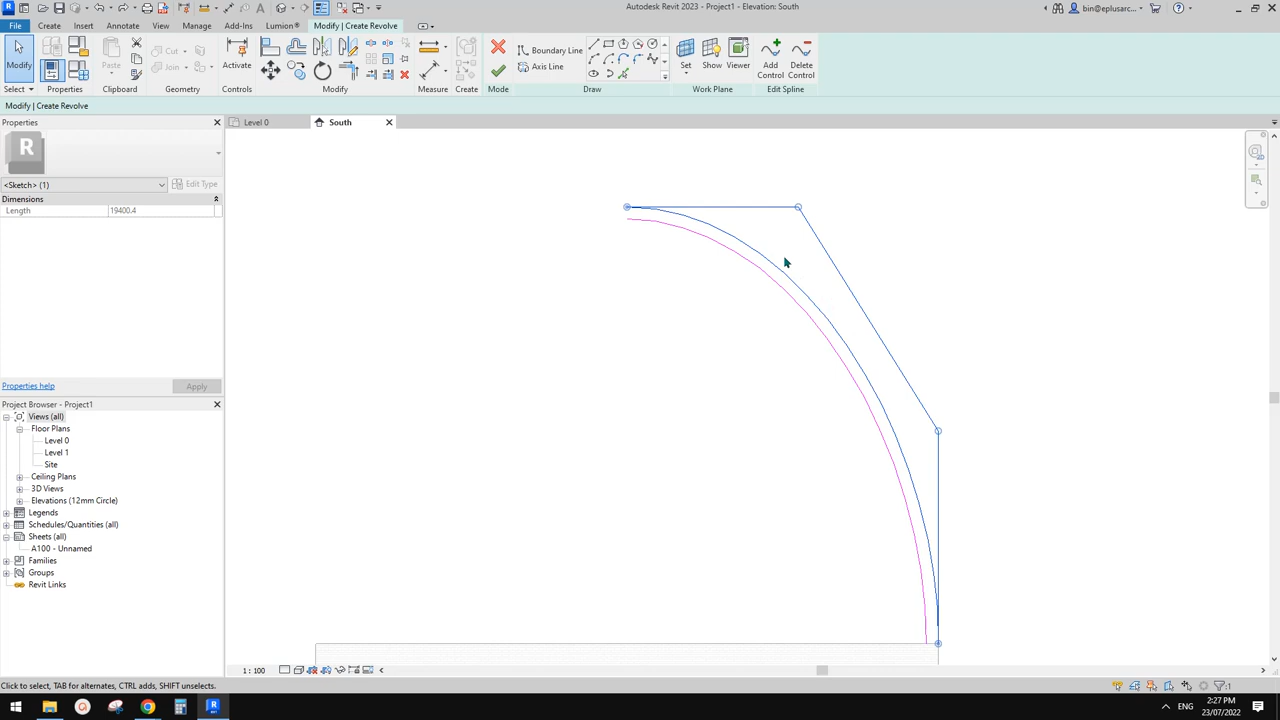 Autodesk Revit 2023 - Project1 - Elevation: South
bin@eplusarc...
File Create Insert Annotate View Manage Add-Ins Lumion® Modify | Create Revolve
Modify Paste Cut Join Activate Create Boundary Line Axis Line Set Show Viewer Add Control Delete Control
Select Properties Clipboard Geometry Controls Modify Measure Create Mode Draw Work Plane Edit Spline
Modify | Create Revolve
Properties
Level 0
South
R
<Sketch> (1)
Edit Type
Dimensions
Length 19400.4
Properties help
Apply
Project Browser - Project1
Views (all)
Floor Plans
Level 0
Level 1
Site
Ceiling Plans
3D Views
Elevations (12mm Circle)
Legends
Schedules/Quantities (all)
Sheets (all)
A100 - Unnamed
Families
Groups
Revit Links
1 : 100
Click to select, TAB for alternates, CTRL adds, SHIFT unselects.
:1
ENG
2:27 PM
23/07/2022